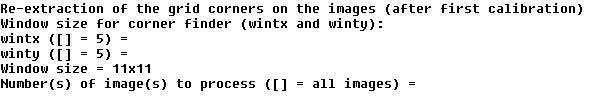 Re-extraction of the grid corners on the images (after first calibration)
Window size for corner finder (wintx and winty):
wintx ([] = 5) =
winty ([] = 5) =
Window size = 11x11
Number(s) of image(s) to process ([] = all images) =